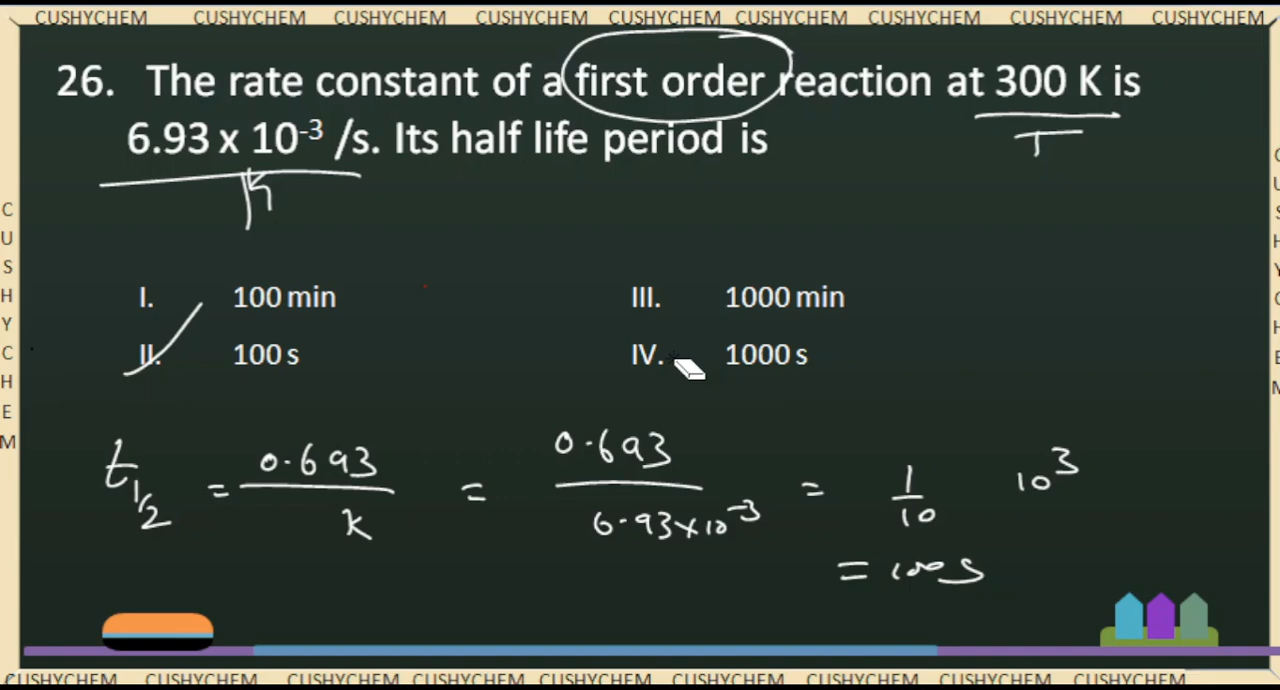 CUSHYCHEM CUSHYCHEM CUSHYCHEM CUSHYCHEM CUSHYCHEM CUSHYCHEM CUSHYCHEM CUSHYCHEM CUSHYCHEM
26. The rate constant of a first order reaction at 300 K is
T
6.93 x 10⁻³ /s. Its half life period is
K
I. 100 min
II. 100 s
III. 1000 min
IV. 1000 s
t1/2 = 0.693/k = 0.693/6.93×10⁻³ = 1/10 10³
= 100 s
C
U
S
H
Y
C
H
E
M
CUSHYCHEM CUSHYCHEM CUSHYCHEM CUSHYCHEM CUSHYCHEM CUSHYCHEM CUSHYCHEM CUSHYCHEM CUSHYCHEM